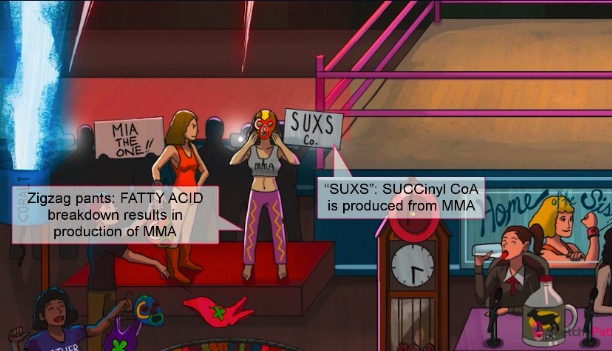 MIA
THE
ONE!!
SUXS
Co.
MMA
Zigzag pants: FATTY ACID
breakdown results in
production of MMA
"SUXS": SUCCinyl CoA
is produced from MMA
COBALT
Home of the